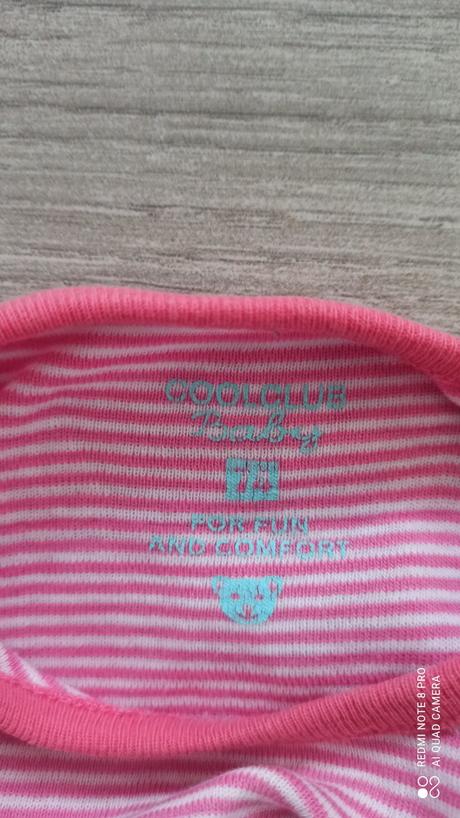 COOLCLUB
Baby
74
FOR FUN
AND COMFORT
REDMI NOTE 8 PRO
AI QUAD CAMERA